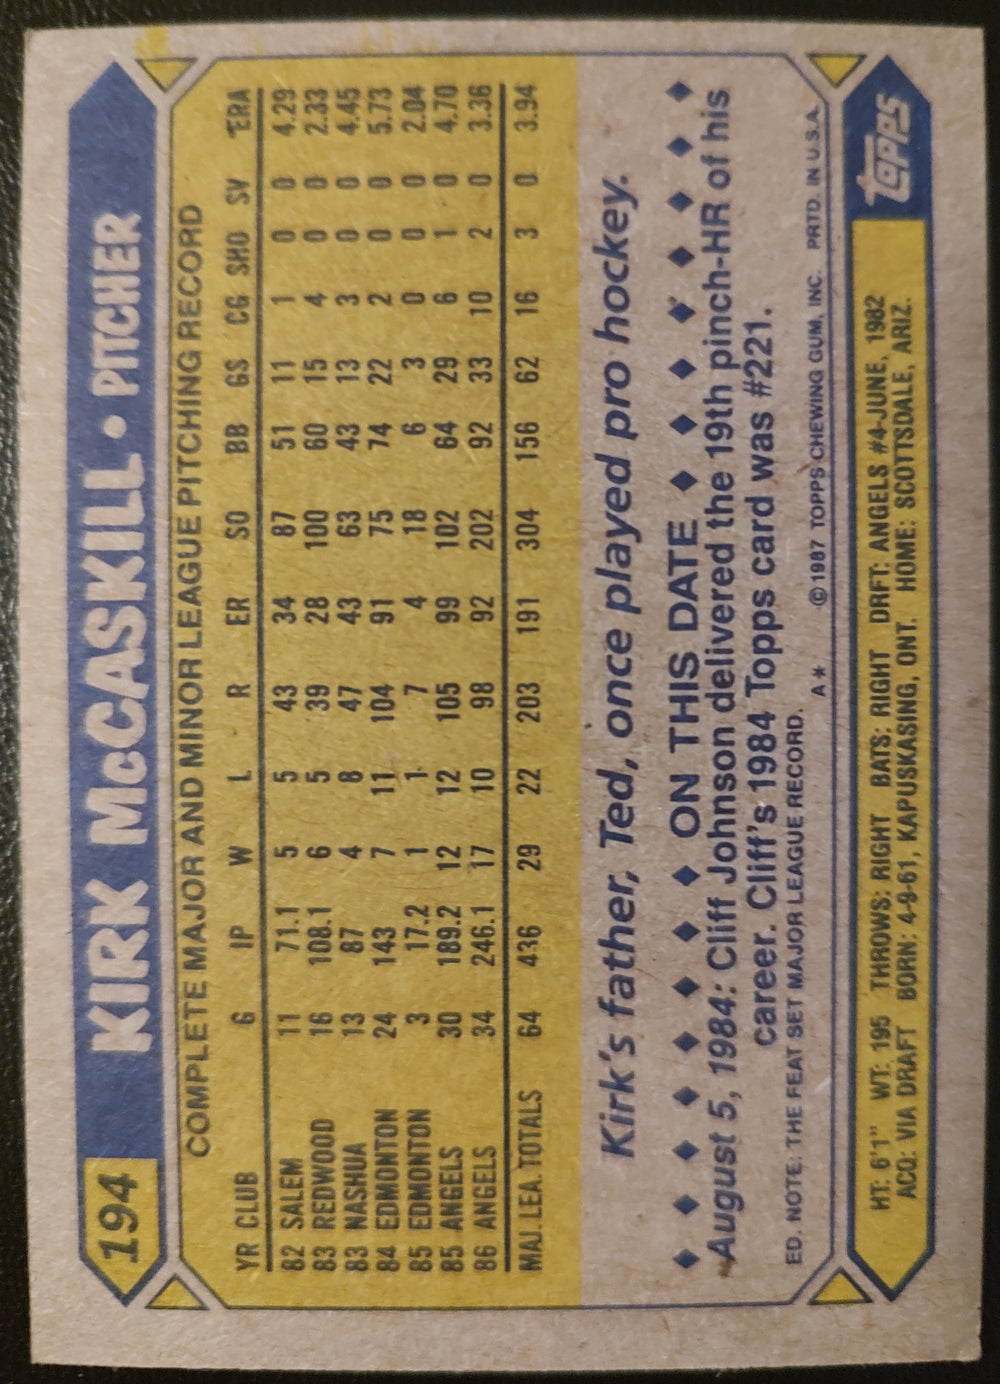 194 KIRK McCASKILL • PITCHER
COMPLETE MAJOR AND MINOR LEAGUE PITCHING RECORD
YR CLUB G IP W L R ER SO BB GS CG SHO SV ERA
82 SALEM 11 71.1 5 5 43 34 87 51 11 1 0 0 4.29
83 REDWOOD 16 108.1 6 5 39 28 100 60 15 4 0 0 2.33
83 NASHUA 13 87 4 8 47 43 63 43 13 3 0 0 4.45
84 EDMONTON 24 143 7 11 104 91 75 74 22 2 0 0 5.73
85 EDMONTON 3 17.2 1 1 7 4 18 6 3 0 0 0 2.04
85 ANGELS 30 189.2 12 12 105 99 102 64 29 6 1 0 4.70
86 ANGELS 34 246.1 17 10 98 92 202 92 33 10 2 0 3.36
MAJ. LEA. TOTALS 64 436 29 22 203 191 304 156 62 16 3 0 3.94
Kirk's father, Ted, once played pro hockey.
♦ ♦ ♦ ♦ ♦ ♦ ♦ ♦ ON THIS DATE ♦ ♦ ♦ ♦ ♦ ♦ ♦ ♦
August 5, 1984: Cliff Johnson delivered the 19th pinch-HR of his
career. Cliff's 1984 Topps card was #221.
ED. NOTE: THE FEAT SET MAJOR LEAGUE RECORD.
A* ©1987 TOPPS CHEWING GUM, INC. PRTD. IN U.S.A.
HT: 6'1" WT: 195 THROWS: RIGHT BATS: RIGHT DRFT: ANGELS #4-JUNE, 1982
ACQ: VIA DRAFT BORN: 4-9-61, KAPUSKASING, ONT. HOME: SCOTTSDALE, ARIZ.
topps